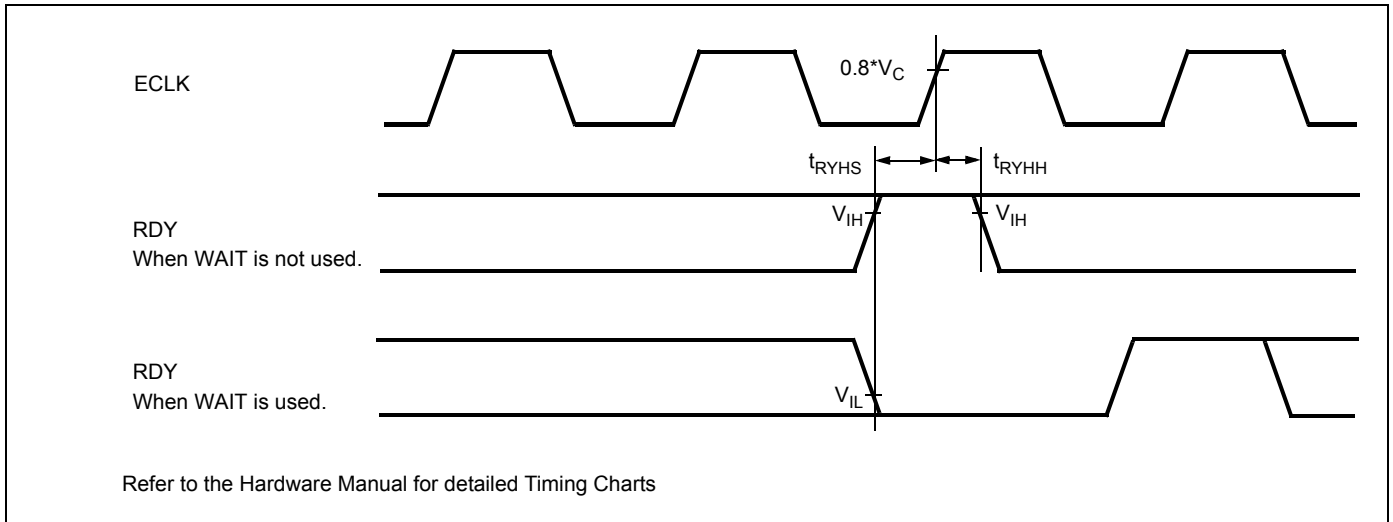 ECLK
0.8*VC
tRYHS
tRYHH
RDY
When WAIT is not used.
VIH
VIH
RDY
When WAIT is used.
VIL
Refer to the Hardware Manual for detailed Timing Charts